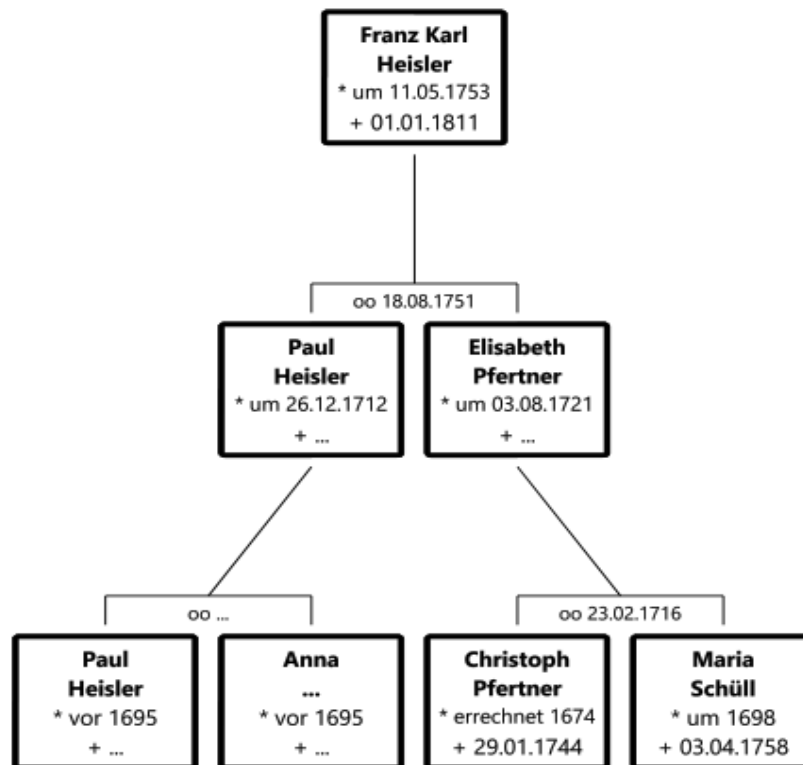 Franz Karl
Heisler
* um 11.05.1753
+ 01.01.1811
oo 18.08.1751
Paul
Heisler
* um 26.12.1712
+ ...
Elisabeth
Pfertner
* um 03.08.1721
+ ...
oo ...
oo 23.02.1716
Paul
Heisler
* vor 1695
+ ...
Anna
...
* vor 1695
+ ...
Christoph
Pfertner
* errechnet 1674
+ 29.01.1744
Maria
Schüll
* um 1698
+ 03.04.1758